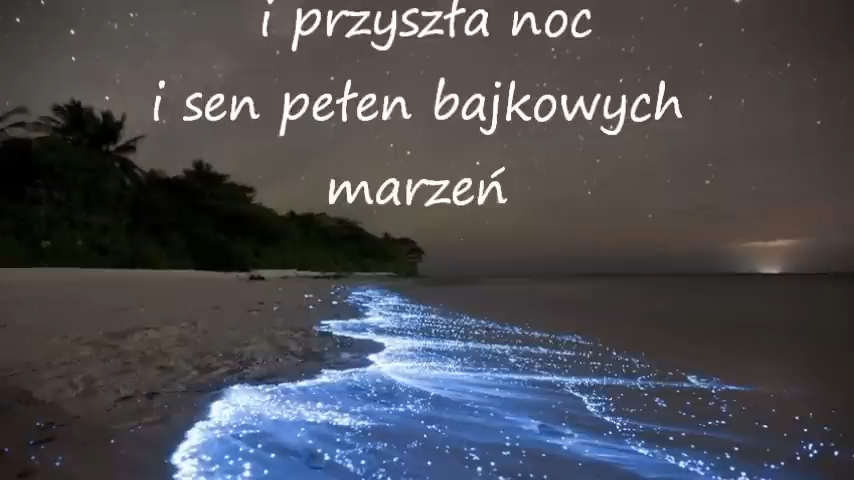 i przyszła noc
i sen pełen bajkowych
marzeń